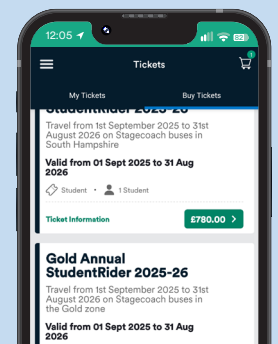 12:05
82
Tickets
1
My Tickets
Buy Tickets
StudentRider 2025-26
Travel from 1st September 2025 to 31st
August 2026 on Stagecoach buses in
South Hampshire
Valid from 01 Sept 2025 to 31 Aug
2026
Student • 1 Student
Ticket Information
£780.00 >
Gold Annual
StudentRider 2025-26
Travel from 1st September 2025 to 31st
August 2026 on Stagecoach buses in
the Gold zone
Valid from 01 Sept 2025 to 31 Aug
2026